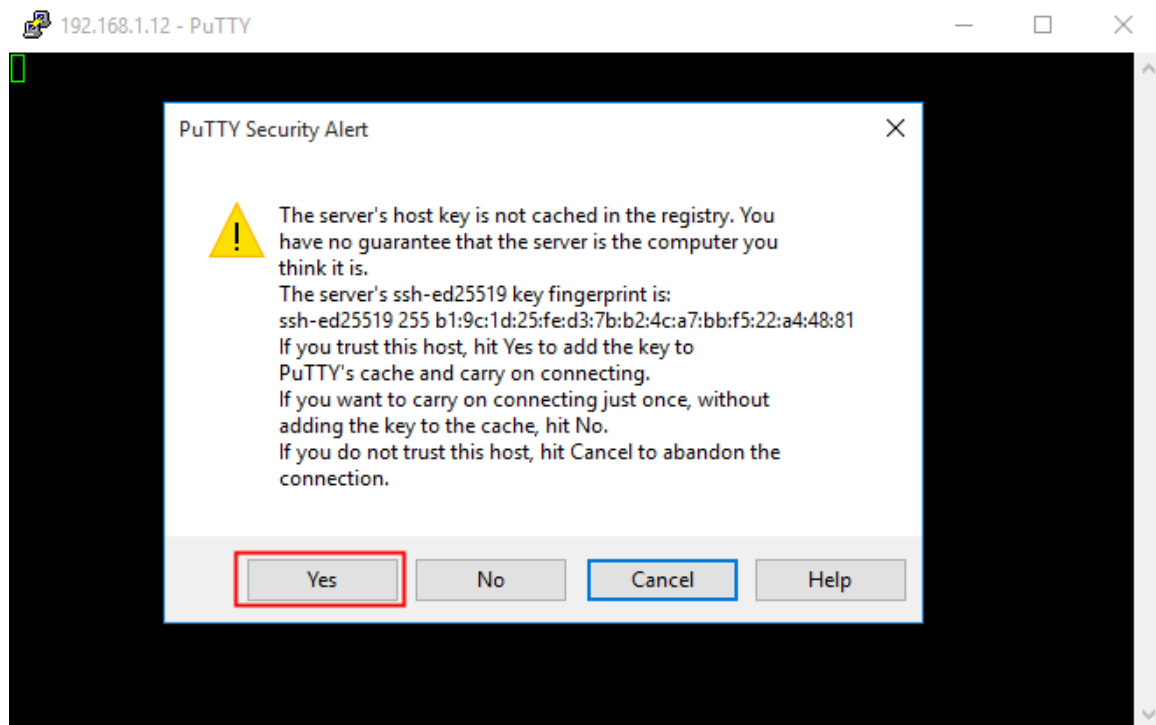 192.168.1.12 - PuTTY
PuTTY Security Alert
The server's host key is not cached in the registry. You
have no guarantee that the server is the computer you
think it is.
The server's ssh-ed25519 key fingerprint is:
ssh-ed25519 255 b1:9c:1d:25:fe:d3:7b:b2:4c:a7:bb:f5:22:a4:48:81
If you trust this host, hit Yes to add the key to
PuTTY's cache and carry on connecting.
If you want to carry on connecting just once, without
adding the key to the cache, hit No.
If you do not trust this host, hit Cancel to abandon the
connection.
Yes No Cancel Help